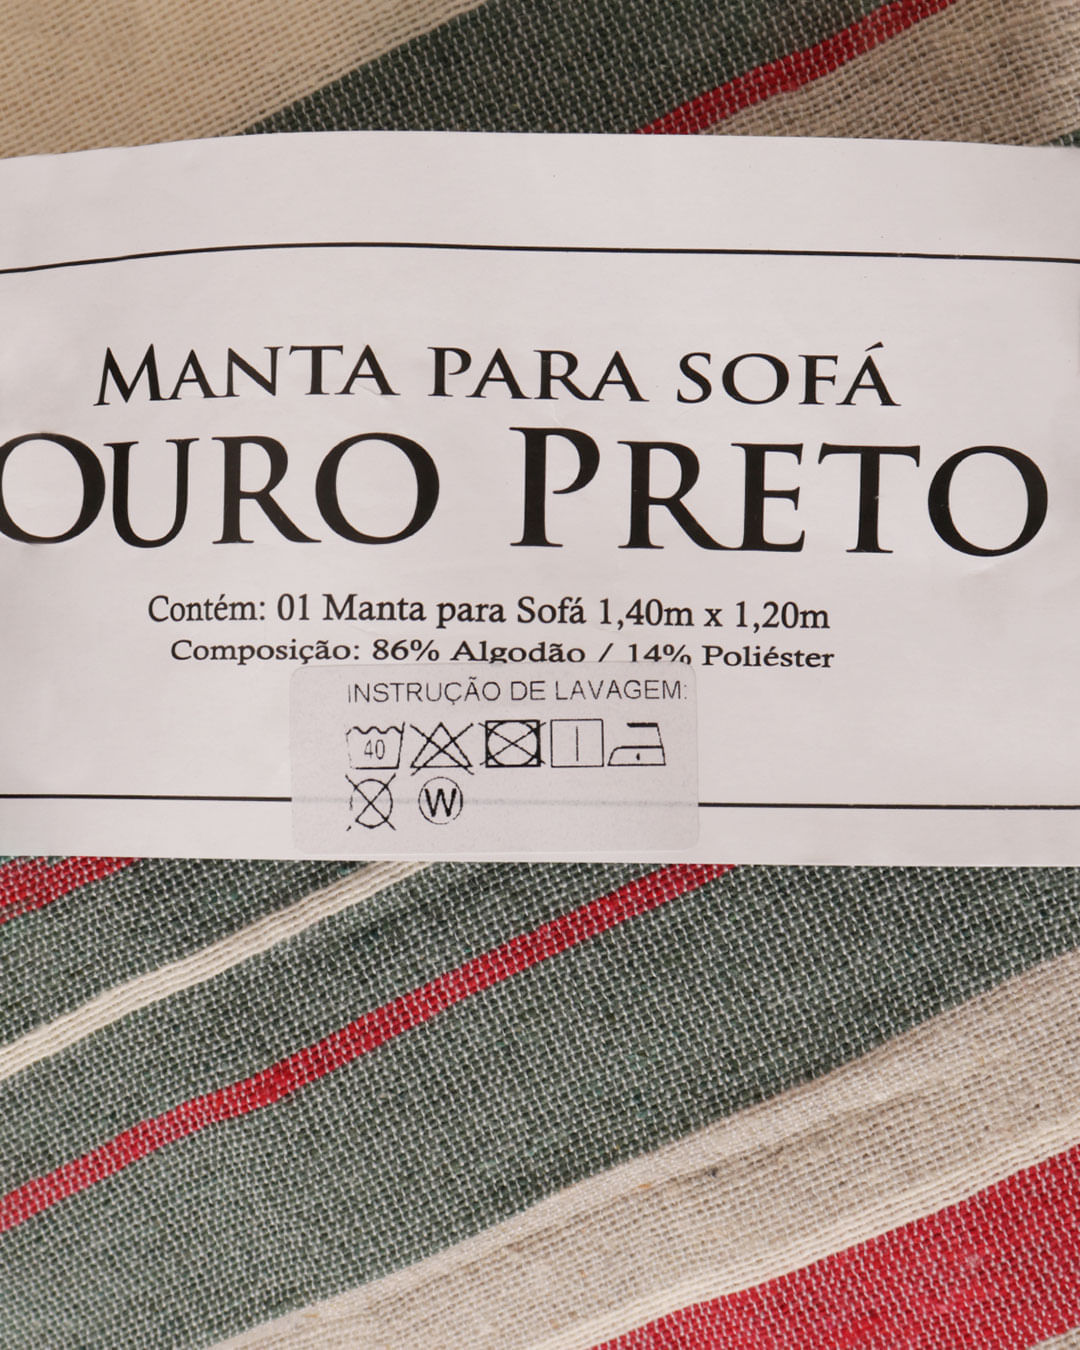 MANTA PARA SOFÁ
OURO PRETO
Contém: 01 Manta para Sofá 1,40m x 1,20m
Composição: 86% Algodão / 14% Poliéster
INSTRUÇÃO DE LAVAGEM:
40
W